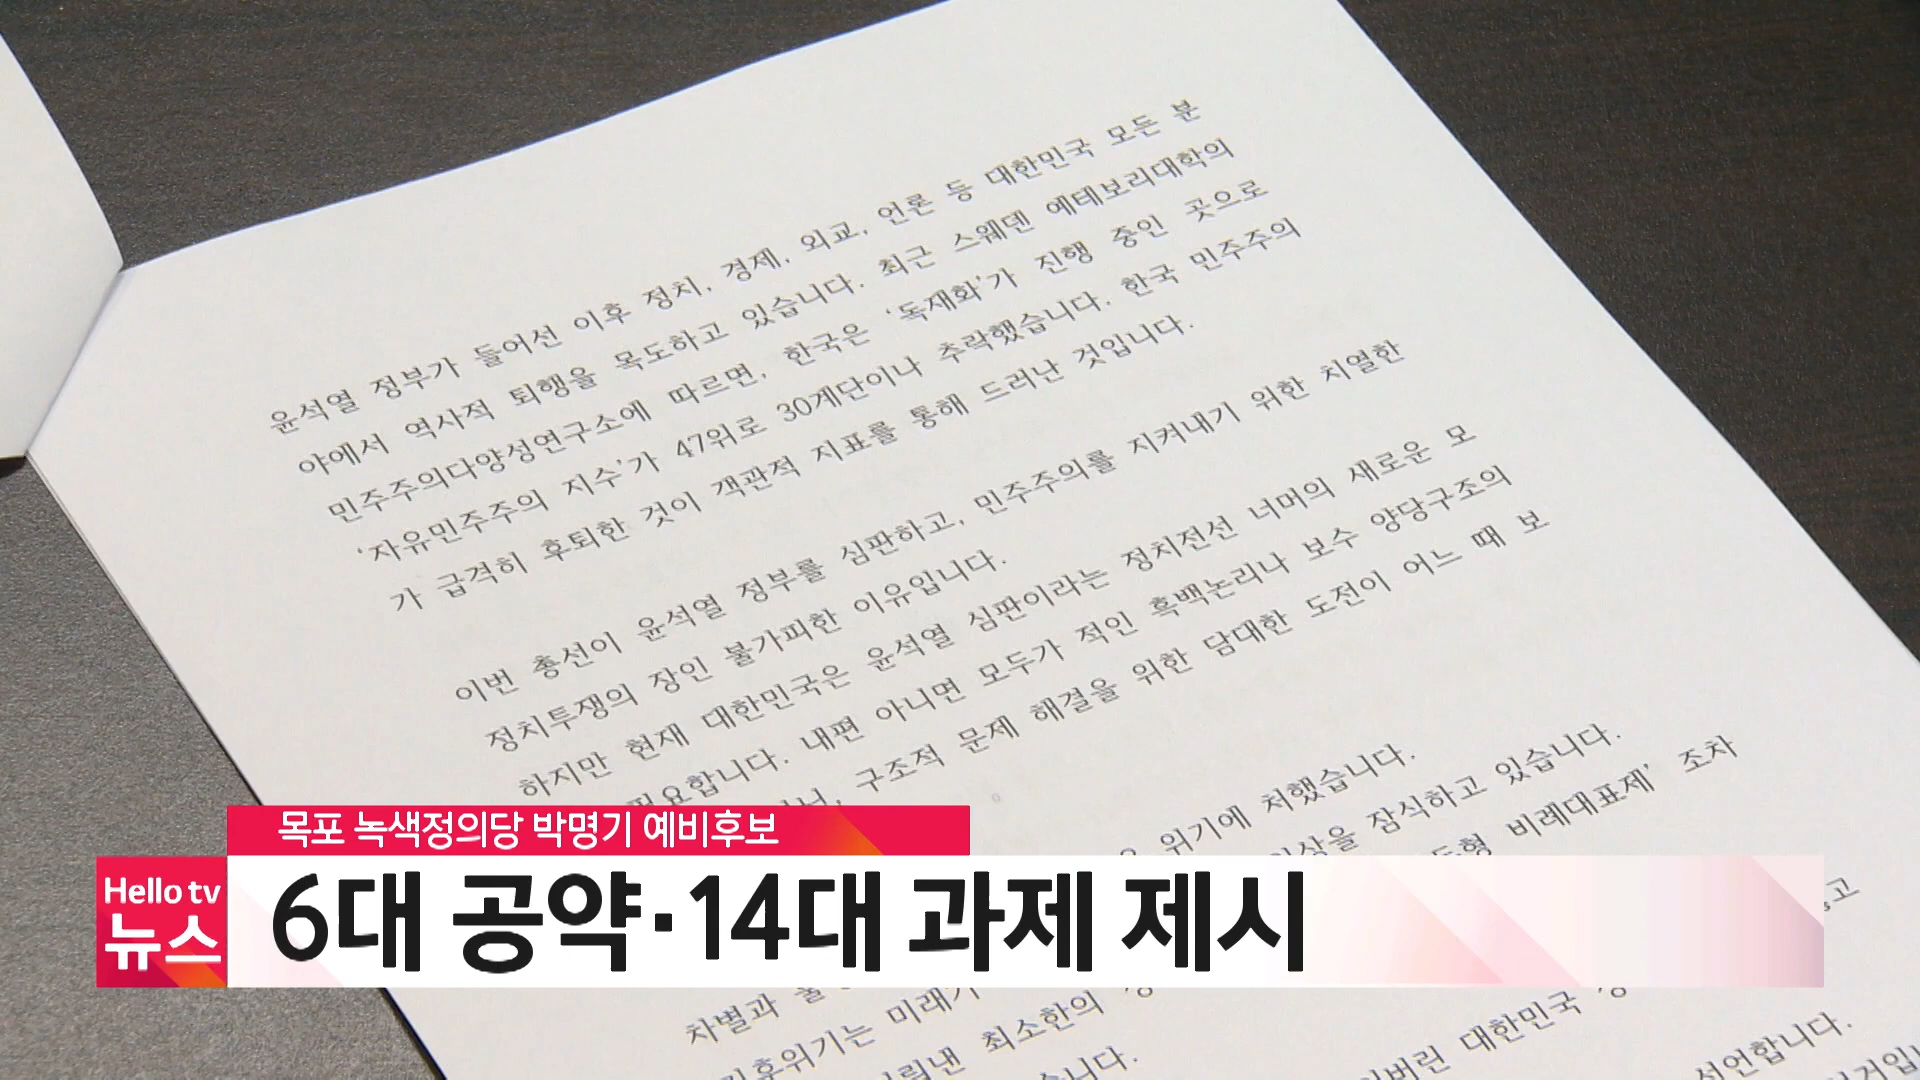 윤석열 정부가 들어선 이후 정치, 경제, 외교, 언론 등 대한민국 모든 분
야에서 역사적 퇴행을 목도하고 있습니다. 최근 스웨덴 예테보리대학의
민주주의다양성연구소에 따르면, 한국은 '독재화'가 진행 중인 곳으로
'자유민주주의 지수'가 47위로 30계단이나 추락했습니다. 한국 민주주의
가 급격히 후퇴한 것이 객관적 지표를 통해 드러난 것입니다.
이번 총선이 윤석열 정부를 심판하고, 민주주의를 지켜내기 위한 치열한
정치투쟁의 장인 불가피한 이유입니다.
하지만 현재 대한민국은 윤석열 심판이라는 정치전선 너머의 새로운 모
필요합니다. 내편 아니면 모두가 적인 흑백논리나 보수 양당구조의
구조적 문제 해결을 위한 담대한 도전이 어느 때 보
위기에 처했습니다.
잠식하고 있습니다.
비례대표제' 조차
목포 녹색정의당 박명기 예비후보
Hello tv
뉴스
6대 공약·14대 과제 제시
차별과
미래가
최소한의
대한민국
선언합니다.